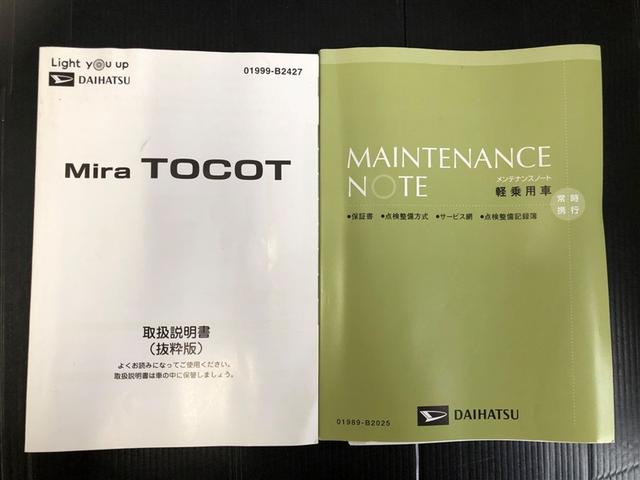 Light you up
DAIHATSU
01999-B2427
Mira TOCOT
取扱説明書
（抜粋版）
よくお読みになってご使用ください。
取扱説明書は車の中に保管しましょう。
MAINTENANCE
NOTE
メンテナンスノート
軽乗用車
常時
携行
●保証書 ●点検整備方式 ●サービス網 ●点検整備記録簿
01989-B2025
DAIHATSU